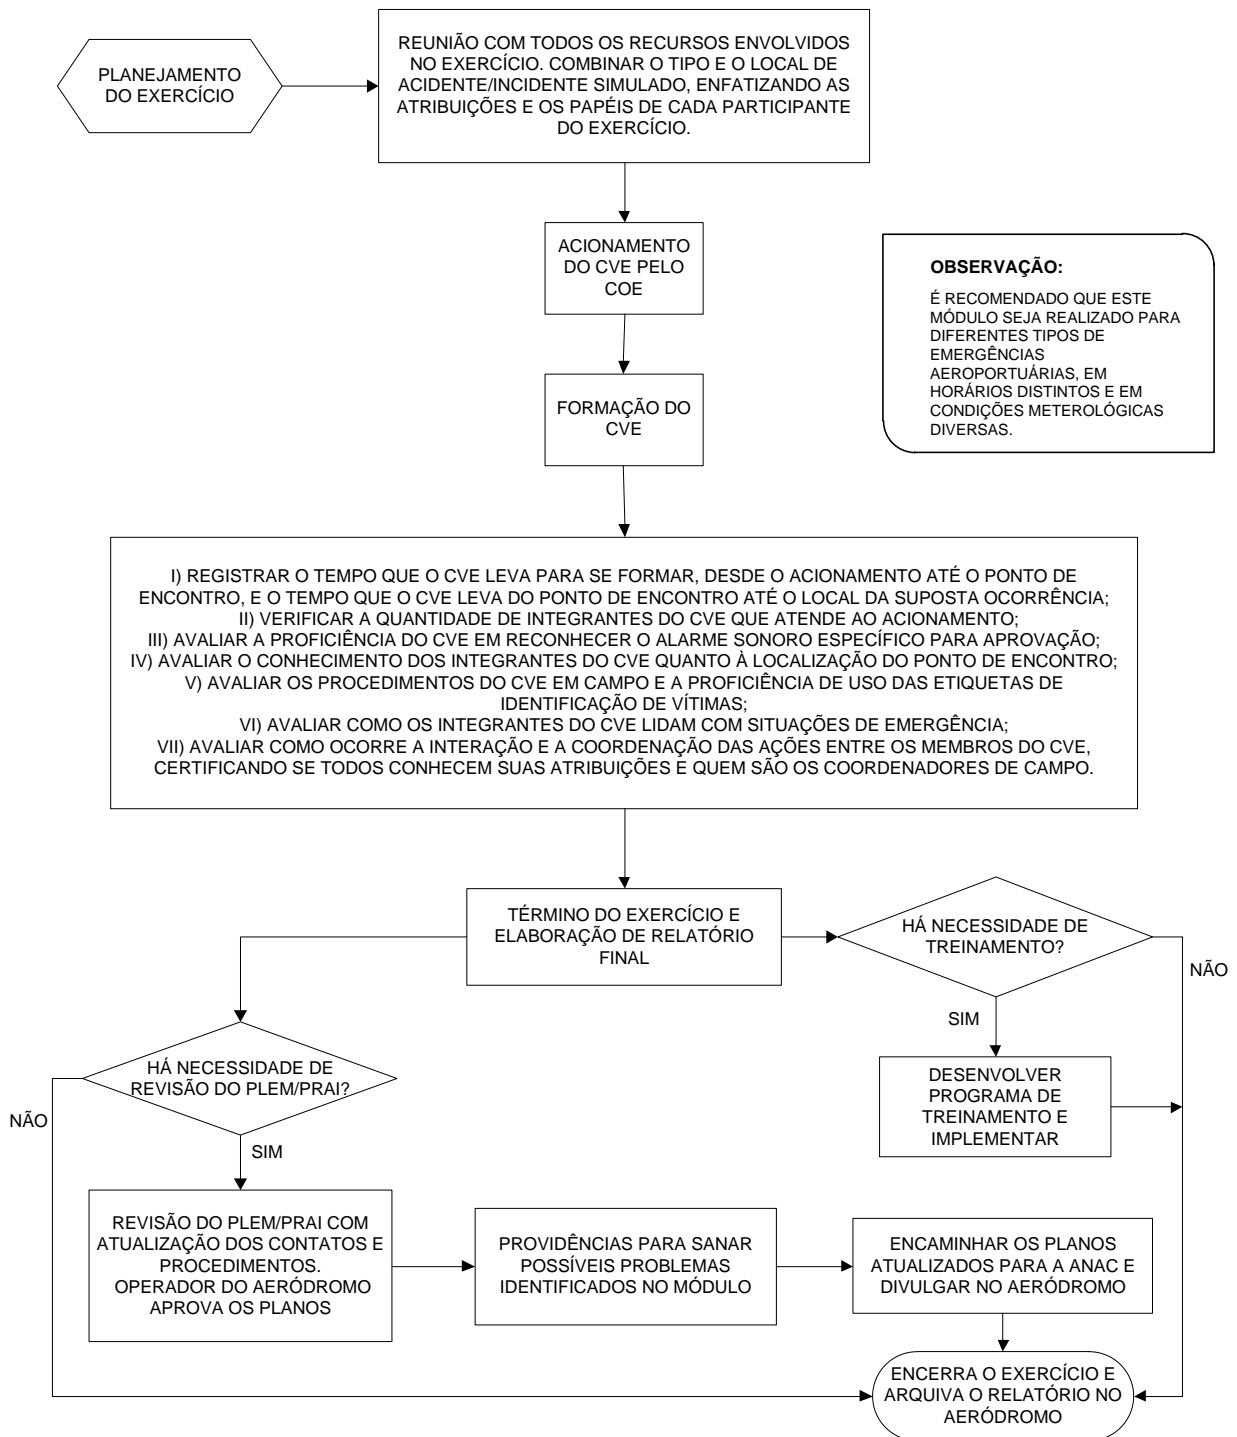 PLANEJAMENTO
DO EXERCÍCIO
REUNIÃO COM TODOS OS RECURSOS ENVOLVIDOS
NO EXERCÍCIO. COMBINAR O TIPO E O LOCAL DE
ACIDENTE/INCIDENTE SIMULADO, ENFATIZANDO AS
ATRIBUIÇÕES E OS PAPÉIS DE CADA PARTICIPANTE
DO EXERCÍCIO.
ACIONAMENTO
DO CVE PELO
COE
OBSERVAÇÃO:
É RECOMENDADO QUE ESTE
MÓDULO SEJA REALIZADO PARA
DIFERENTES TIPOS DE
EMERGÊNCIAS
AEROPORTUÁRIAS, EM
HORÁRIOS DISTINTOS E EM
CONDIÇÕES METEROLÓGICAS
DIVERSAS.
FORMAÇÃO DO
CVE
I) REGISTRAR O TEMPO QUE O CVE LEVA PARA SE FORMAR, DESDE O ACIONAMENTO ATÉ O PONTO DE
ENCONTRO, E O TEMPO QUE O CVE LEVA DO PONTO DE ENCONTRO ATÉ O LOCAL DA SUPOSTA OCORRÊNCIA;
II) VERIFICAR A QUANTIDADE DE INTEGRANTES DO CVE QUE ATENDE AO ACIONAMENTO;
III) AVALIAR A PROFICIÊNCIA DO CVE EM RECONHECER O ALARME SONORO ESPECÍFICO PARA APROVAÇÃO;
IV) AVALIAR O CONHECIMENTO DOS INTEGRANTES DO CVE QUANTO À LOCALIZAÇÃO DO PONTO DE ENCONTRO;
V) AVALIAR OS PROCEDIMENTOS DO CVE EM CAMPO E A PROFICIÊNCIA DE USO DAS ETIQUETAS DE
IDENTIFICAÇÃO DE VÍTIMAS;
VI) AVALIAR COMO OS INTEGRANTES DO CVE LIDAM COM SITUAÇÕES DE EMERGÊNCIA;
VII) AVALIAR COMO OCORRE A INTERAÇÃO E A COORDENAÇÃO DAS AÇÕES ENTRE OS MEMBROS DO CVE,
CERTIFICANDO SE TODOS CONHECEM SUAS ATRIBUIÇÕES E QUEM SÃO OS COORDENADORES DE CAMPO.
TÉRMINO DO EXERCÍCIO E
ELABORAÇÃO DE RELATÓRIO
FINAL
HÁ NECESSIDADE DE
TREINAMENTO?
NÃO
SIM
DESENVOLVER
PROGRAMA DE
TREINAMENTO E
IMPLEMENTAR
HÁ NECESSIDADE DE
REVISÃO DO PLEM/PRAI?
NÃO
SIM
REVISÃO DO PLEM/PRAI COM
ATUALIZAÇÃO DOS CONTATOS E
PROCEDIMENTOS.
OPERADOR DO AERÓDROMO
APROVA OS PLANOS
PROVIDÊNCIAS PARA SANAR
POSSÍVEIS PROBLEMAS
IDENTIFICADOS NO MÓDULO
ENCAMINHAR OS PLANOS
ATUALIZADOS PARA A ANAC E
DIVULGAR NO AERÓDROMO
ENCERRA O EXERCÍCIO E
ARQUIVA O RELATÓRIO NO
AERÓDROMO